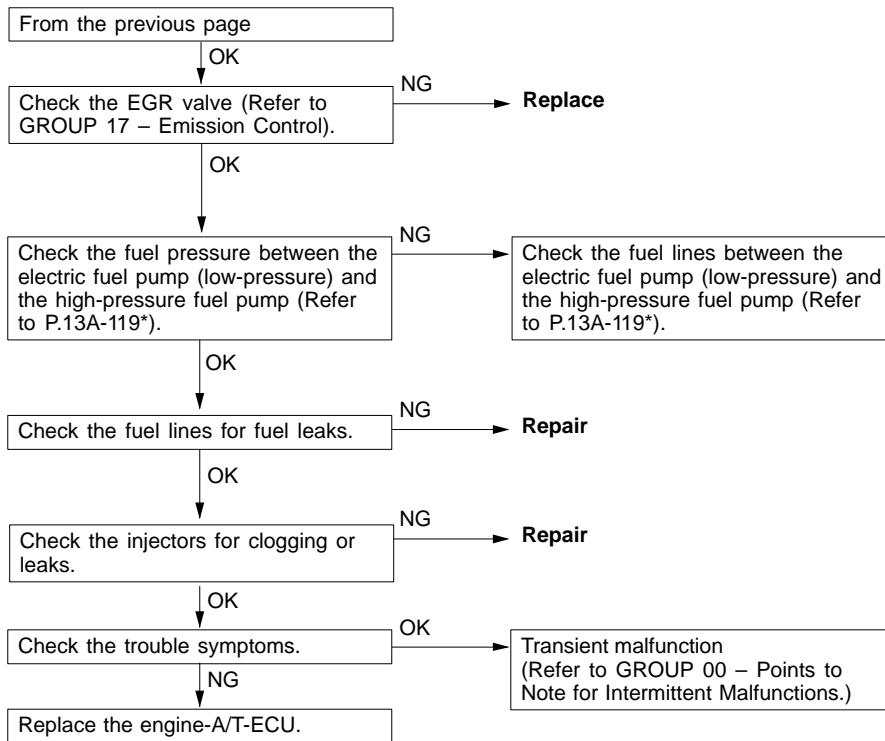 From the previous page
OK
Check the EGR valve (Refer to
GROUP 17 – Emission Control).
NG
Replace
OK
Check the fuel pressure between the
electric fuel pump (low-pressure) and
the high-pressure fuel pump (Refer
to P.13A-119*).
NG
Check the fuel lines between the
electric fuel pump (low-pressure) and
the high-pressure fuel pump (Refer
to P.13A-119*).
OK
Check the fuel lines for fuel leaks.
NG
Repair
OK
Check the injectors for clogging or
leaks.
NG
Repair
OK
Check the trouble symptoms.
OK
Transient malfunction
(Refer to GROUP 00 – Points to
Note for Intermittent Malfunctions.)
NG
Replace the engine-A/T-ECU.